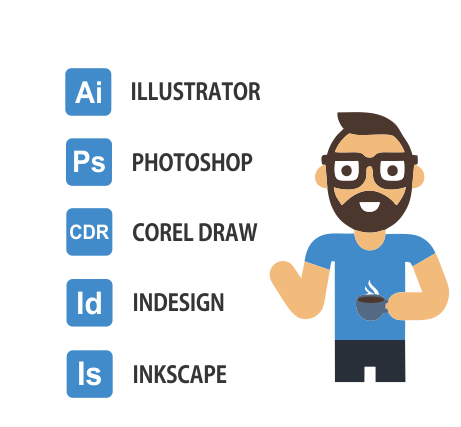 Ai ILLUSTRATOR
Ps PHOTOSHOP
CDR COREL DRAW
Id INDESIGN
Is INKSCAPE